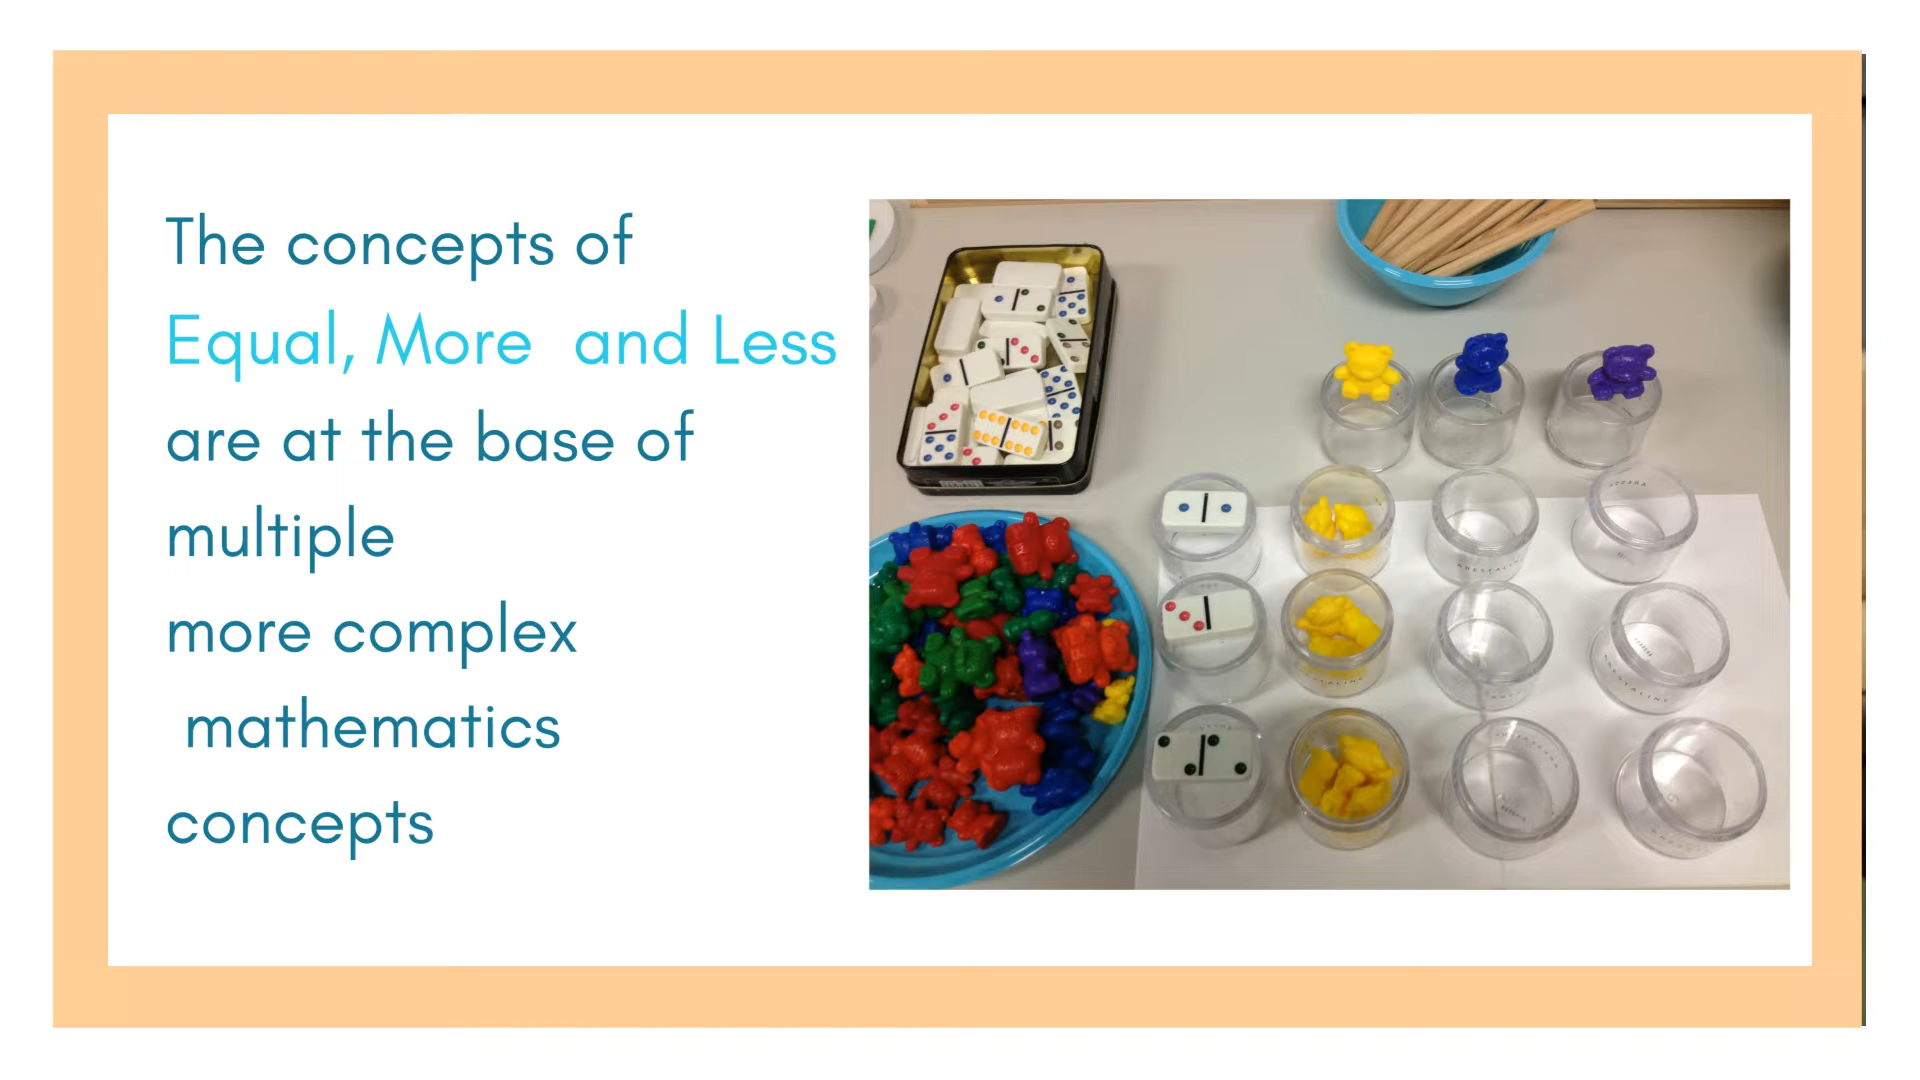 The concepts of
Equal, More and Less
are at the base of
multiple
more complex
mathematics
concepts